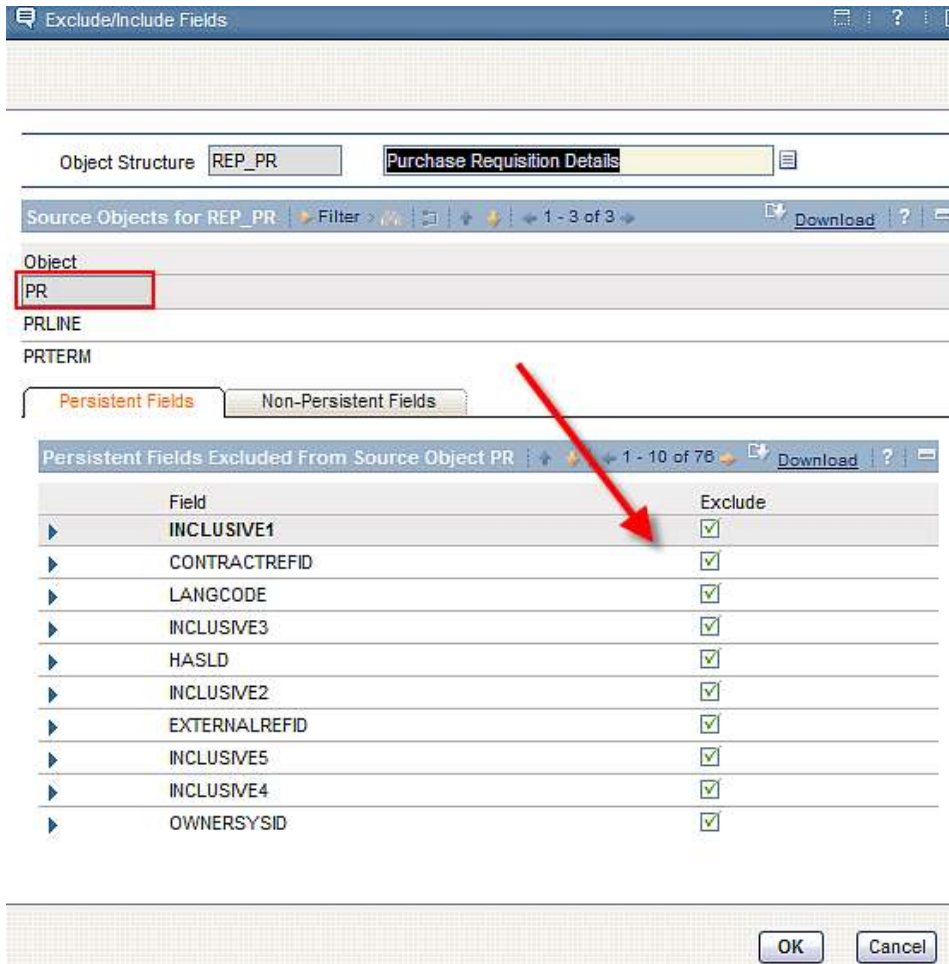 Exclude/Include Fields ?
Object Structure REP_PR Purchase Requisition Details
Source Objects for REP_PR Filter 1 - 3 of 3 Download ?
Object
PR
PRLINE
PRTERM
Persistent Fields Non-Persistent Fields
Persistent Fields Excluded From Source Object PR 1 - 10 of 76 Download ?
Field Exclude
INCLUSIVE1
CONTRACTREFID
LANGCODE
INCLUSIVE3
HASLD
INCLUSIVE2
EXTERNALREFID
INCLUSIVE5
INCLUSIVE4
OWNERSYSID
OK Cancel